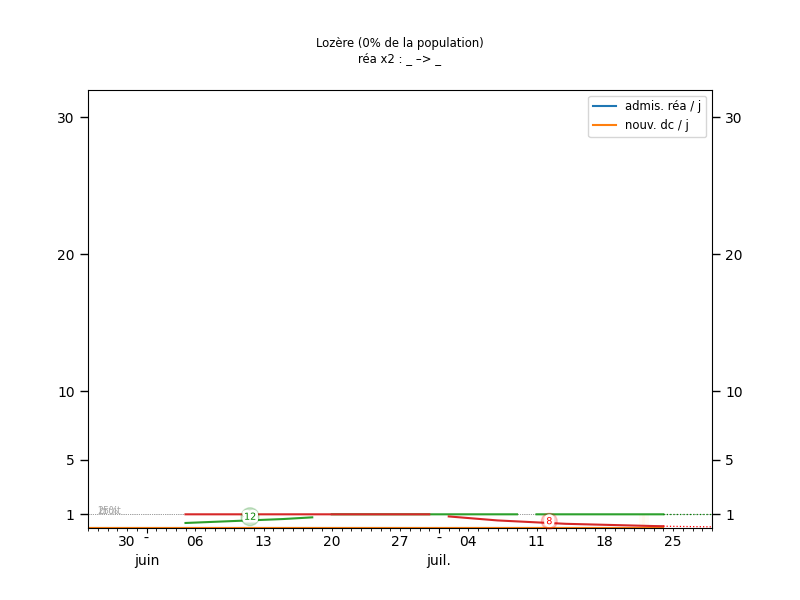 Lozère (0% de la population)
réa x2 : _ –> _
admis. réa / j
nouv. dc / j
30 30
20 20
10 10
5 5
1 1
12
8
30 - 06 13 20 27 - 04 11 18 25
juin juil.